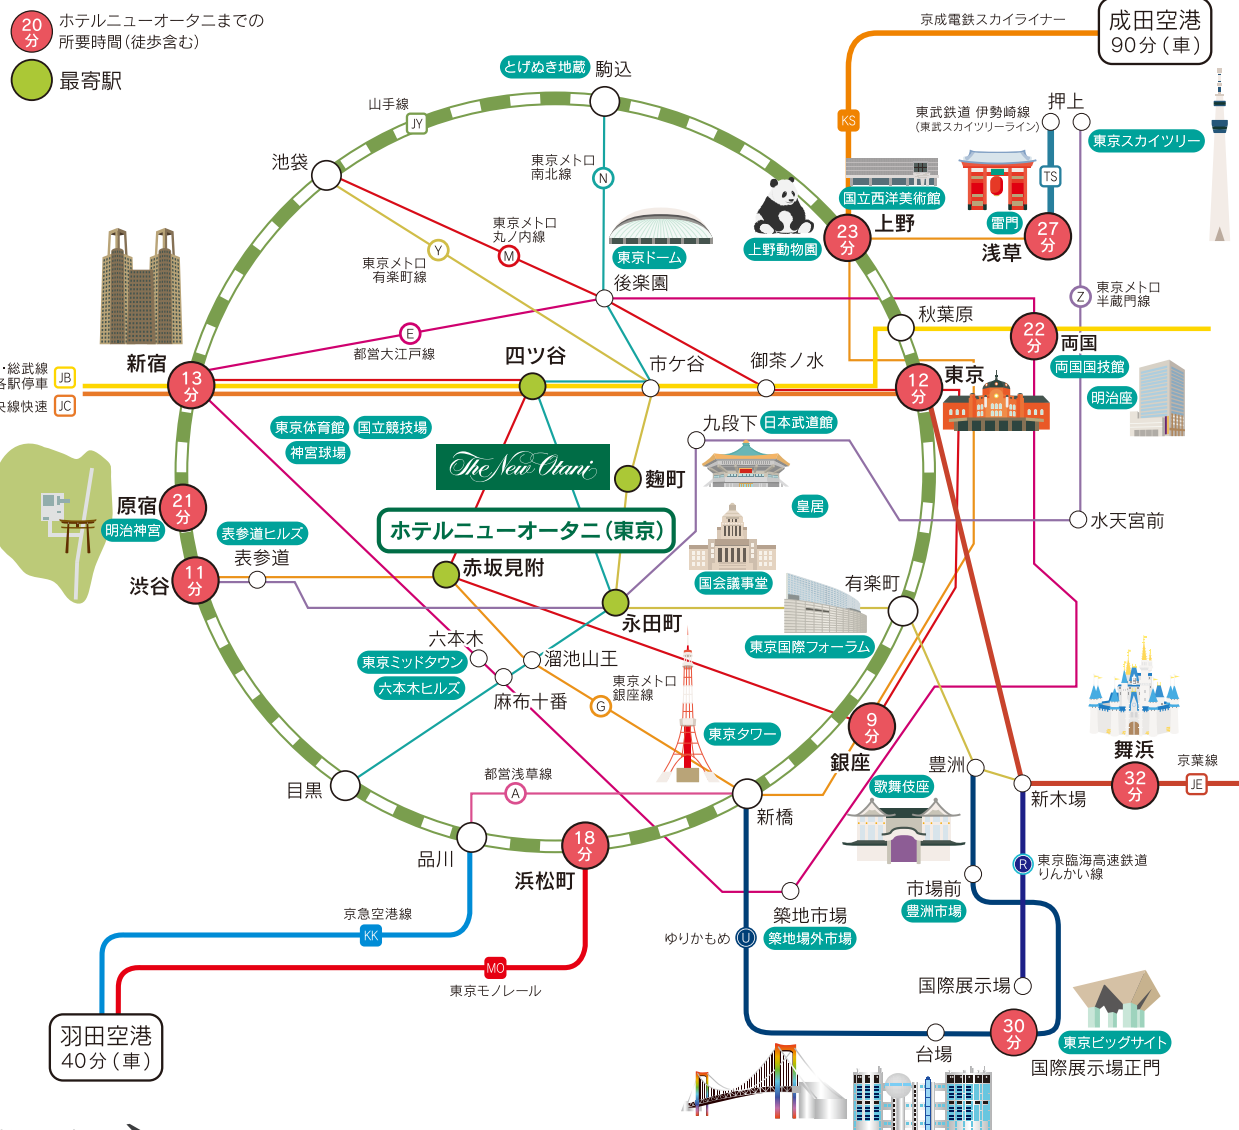 20分
ホテルニューオータニまでの
所要時間(徒歩含む)
最寄駅
京成電鉄スカイライナー
成田空港
90分(車)
とげぬき地蔵
駒込
山手線
JY
KS
東武鉄道 伊勢崎線
(東武スカイツリーライン)
押上
東京スカイツリー
池袋
東京メトロ
南北線
N
TS
国立西洋美術館
上野
23分
雷門
浅草
27分
上野動物園
東京メトロ
丸ノ内線
M
Y
東京メトロ
有楽町線
東京ドーム
後楽園
Z
東京メトロ
半蔵門線
秋葉原
E
都営大江戸線
22分
両国
両国国技館
明治座
新宿
13分
四ツ谷
市ケ谷
御茶ノ水
12分
東京
・総武線
各駅停車
JB
央線快速
JC
東京体育館
国立競技場
神宮球場
九段下
日本武道館
The New Otani
麴町
皇居
原宿
21分
明治神宮
ホテルニューオータニ(東京)
水天宮前
表参道ヒルズ
表参道
国会議事堂
渋谷
11分
赤坂見附
有楽町
永田町
東京国際フォーラム
六本木
東京ミッドタウン
六本木ヒルズ
溜池山王
麻布十番
東京メトロ
銀座線
G
東京タワー
9分
銀座
豊洲
舞浜
32分
京葉線
JE
目黒
都営浅草線
A
歌舞伎座
新木場
新橋
品川
18分
浜松町
R
東京臨海高速鉄道
りんかい線
市場前
豊洲市場
築地市場
築地場外市場
ゆりかもめ
U
京急空港線
KK
MO
東京モノレール
国際展示場
羽田空港
40分(車)
30分
東京ビッグサイト
台場
国際展示場正門